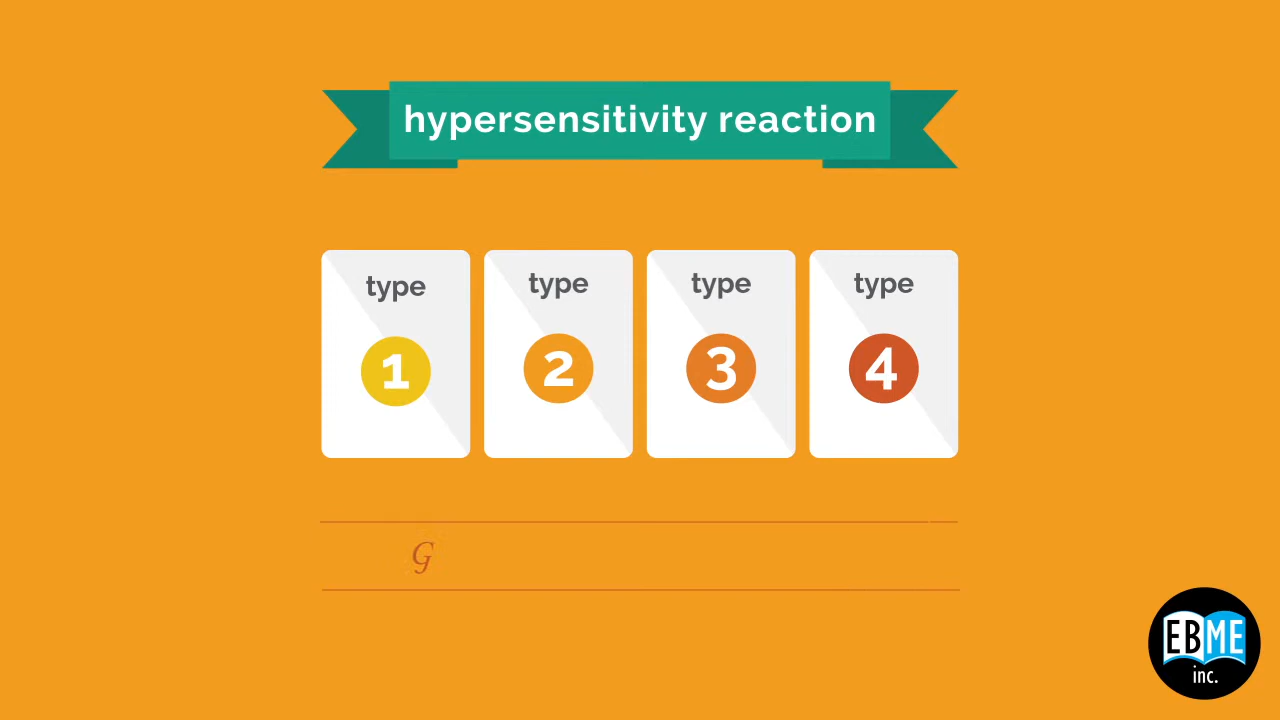 hypersensitivity reaction
type type type type
1 2 3 4
G
EBME
inc.